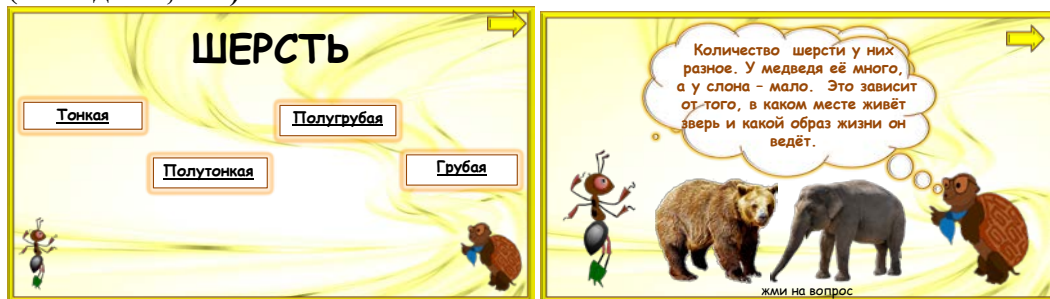 ШЕРСТЬ
Тонкая
Полугрубая
Полутонкая
Грубая
Количество шерсти у них
разное. У медведя её много,
а у слона – мало. Это зависит
от того, в каком месте живёт
зверь и какой образ жизни он
ведёт.
жми на вопрос